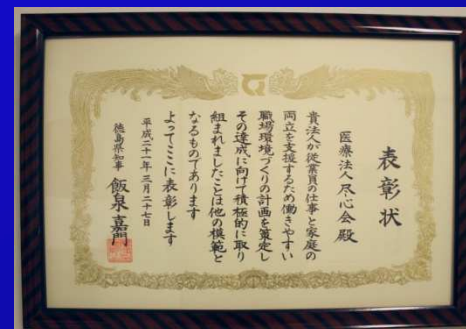 表彰状
医療法人尽心会殿
貴法人が従業員の仕事と家庭の
両立を支援するため働きやすい
職場環境づくりの計画を策定し
その達成に向けて積極的に取り
組まれましたことは他の模範と
なるものであります
よってここに表彰します
平成二十一年三月二十七日
徳島県知事 飯泉嘉門